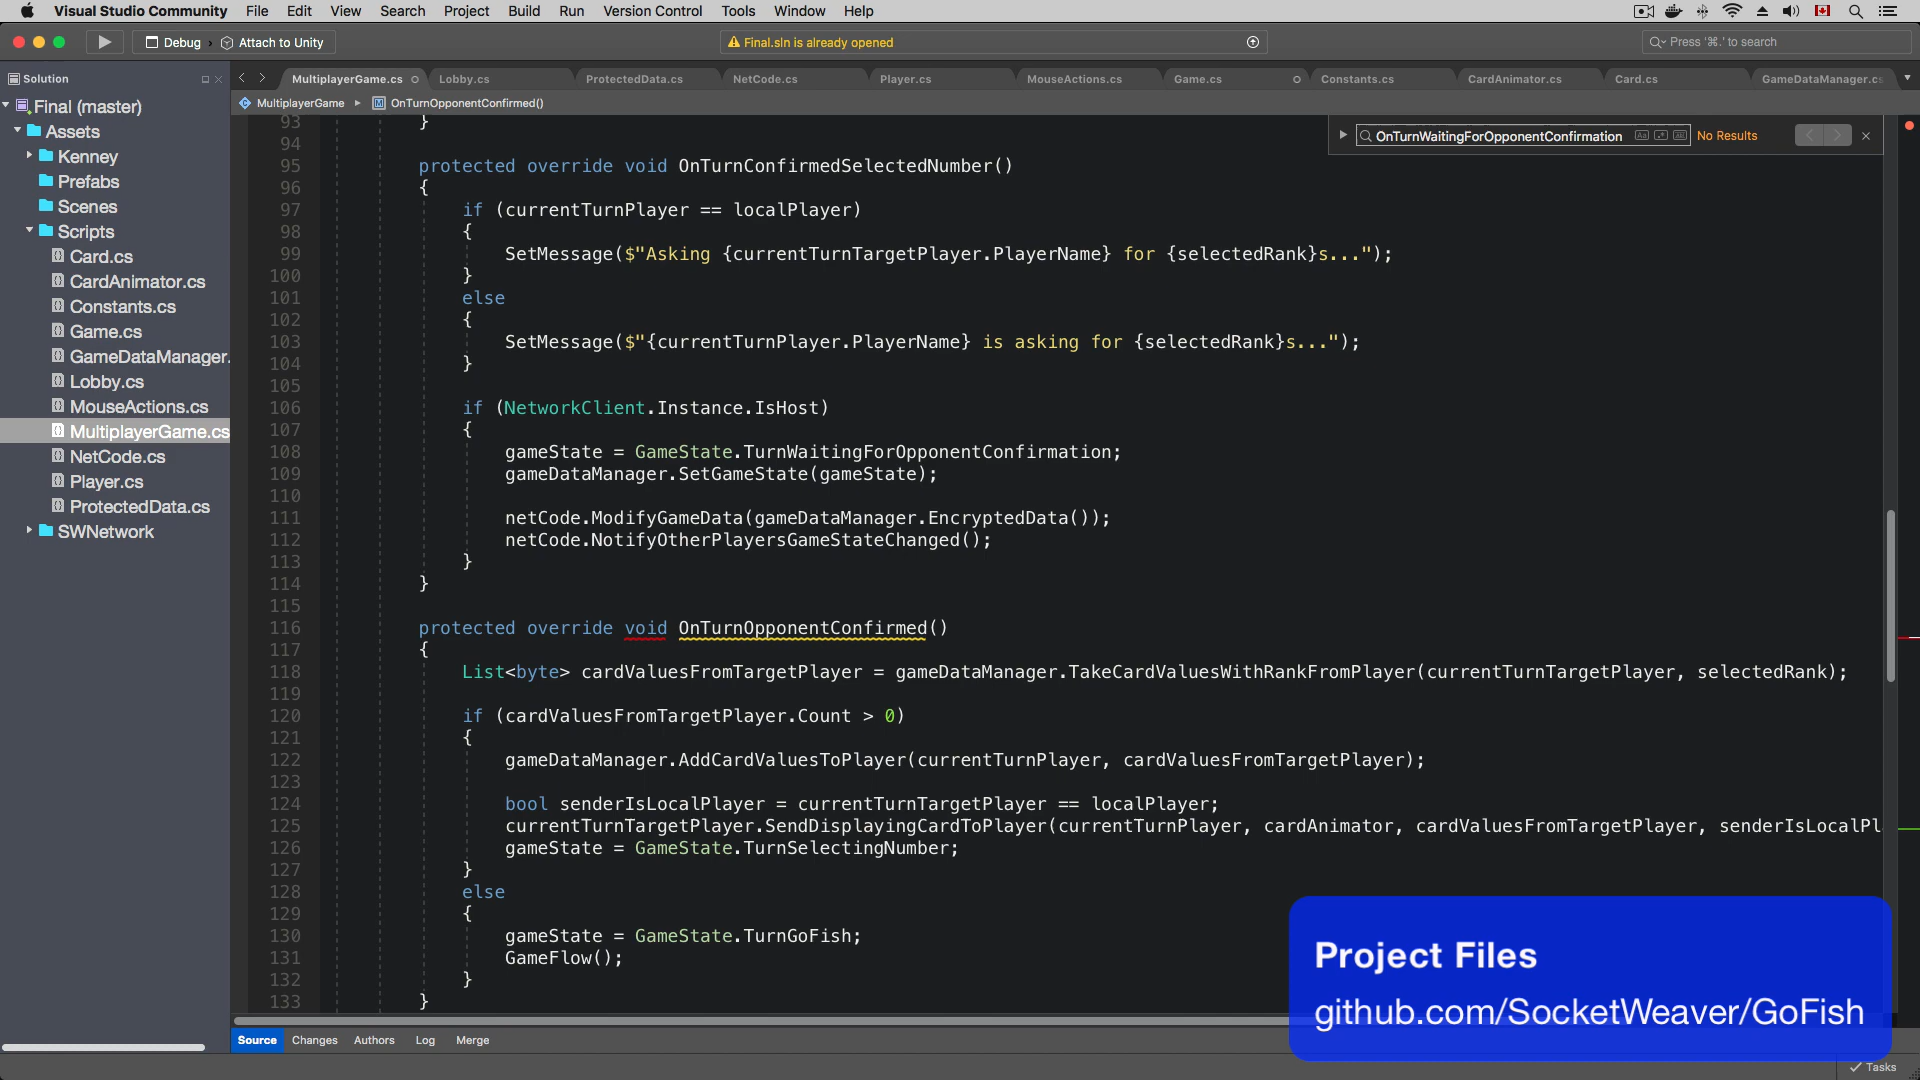 Visual Studio Community File Edit View Search Project Build Run Version Control Tools Window Help
Debug › Attach to Unity
Final.sln is already opened
Press '⌘.' to search
Solution
MultiplayerGame.cs Lobby.cs ProtectedData.cs NetCode.cs Player.cs MouseActions.cs Game.cs Constants.cs CardAnimator.cs Card.cs GameDataManager.cs
MultiplayerGame ▸ M OnTurnOpponentConfirmed()
Final (master)
Assets
Kenney
Prefabs
Scenes
Scripts
Card.cs
CardAnimator.cs
Constants.cs
Game.cs
GameDataManager.
Lobby.cs
MouseActions.cs
MultiplayerGame.cs
NetCode.cs
Player.cs
ProtectedData.cs
SWNetwork
OnTurnWaitingForOpponentConfirmation No Results
93 }
94
95 protected override void OnTurnConfirmedSelectedNumber()
96 {
97 if (currentTurnPlayer == localPlayer)
98 {
99 SetMessage($"Asking {currentTurnTargetPlayer.PlayerName} for {selectedRank}s...");
100 }
101 else
102 {
103 SetMessage($"{currentTurnPlayer.PlayerName} is asking for {selectedRank}s...");
104 }
105
106 if (NetworkClient.Instance.IsHost)
107 {
108 gameState = GameState.TurnWaitingForOpponentConfirmation;
109 gameDataManager.SetGameState(gameState);
110
111 netCode.ModifyGameData(gameDataManager.EncryptedData());
112 netCode.NotifyOtherPlayersGameStateChanged();
113 }
114 }
115
116 protected override void OnTurnOpponentConfirmed()
117 {
118 List<byte> cardValuesFromTargetPlayer = gameDataManager.TakeCardValuesWithRankFromPlayer(currentTurnTargetPlayer, selectedRank);
119
120 if (cardValuesFromTargetPlayer.Count > 0)
121 {
122 gameDataManager.AddCardValuesToPlayer(currentTurnPlayer, cardValuesFromTargetPlayer);
123
124 bool senderIsLocalPlayer = currentTurnTargetPlayer == localPlayer;
125 currentTurnTargetPlayer.SendDisplayingCardToPlayer(currentTurnPlayer, cardAnimator, cardValuesFromTargetPlayer, senderIsLocalPl
126 gameState = GameState.TurnSelectingNumber;
127 }
128 else
129 {
130 gameState = GameState.TurnGoFish;
131 GameFlow();
132 }
133 }
Project Files
github.com/SocketWeaver/GoFish
Source Changes Authors Log Merge
Tasks